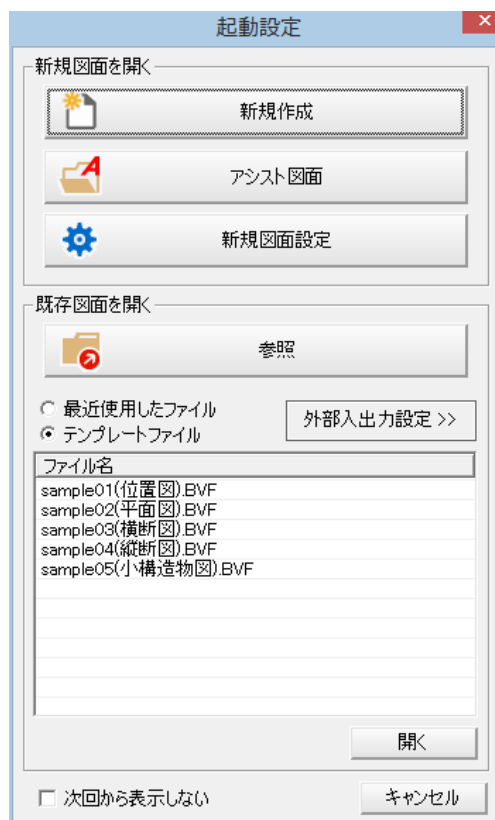 起動設定
新規図面を開く
新規作成
アシスト図面
新規図面設定
既存図面を開く
参照
最近使用したファイル
テンプレートファイル
外部入出力設定 >>
ファイル名
sample01(位置図).BVF
sample02(平面図).BVF
sample03(横断図).BVF
sample04(縦断図).BVF
sample05(小構造物図).BVF
開く
次回から表示しない
キャンセル